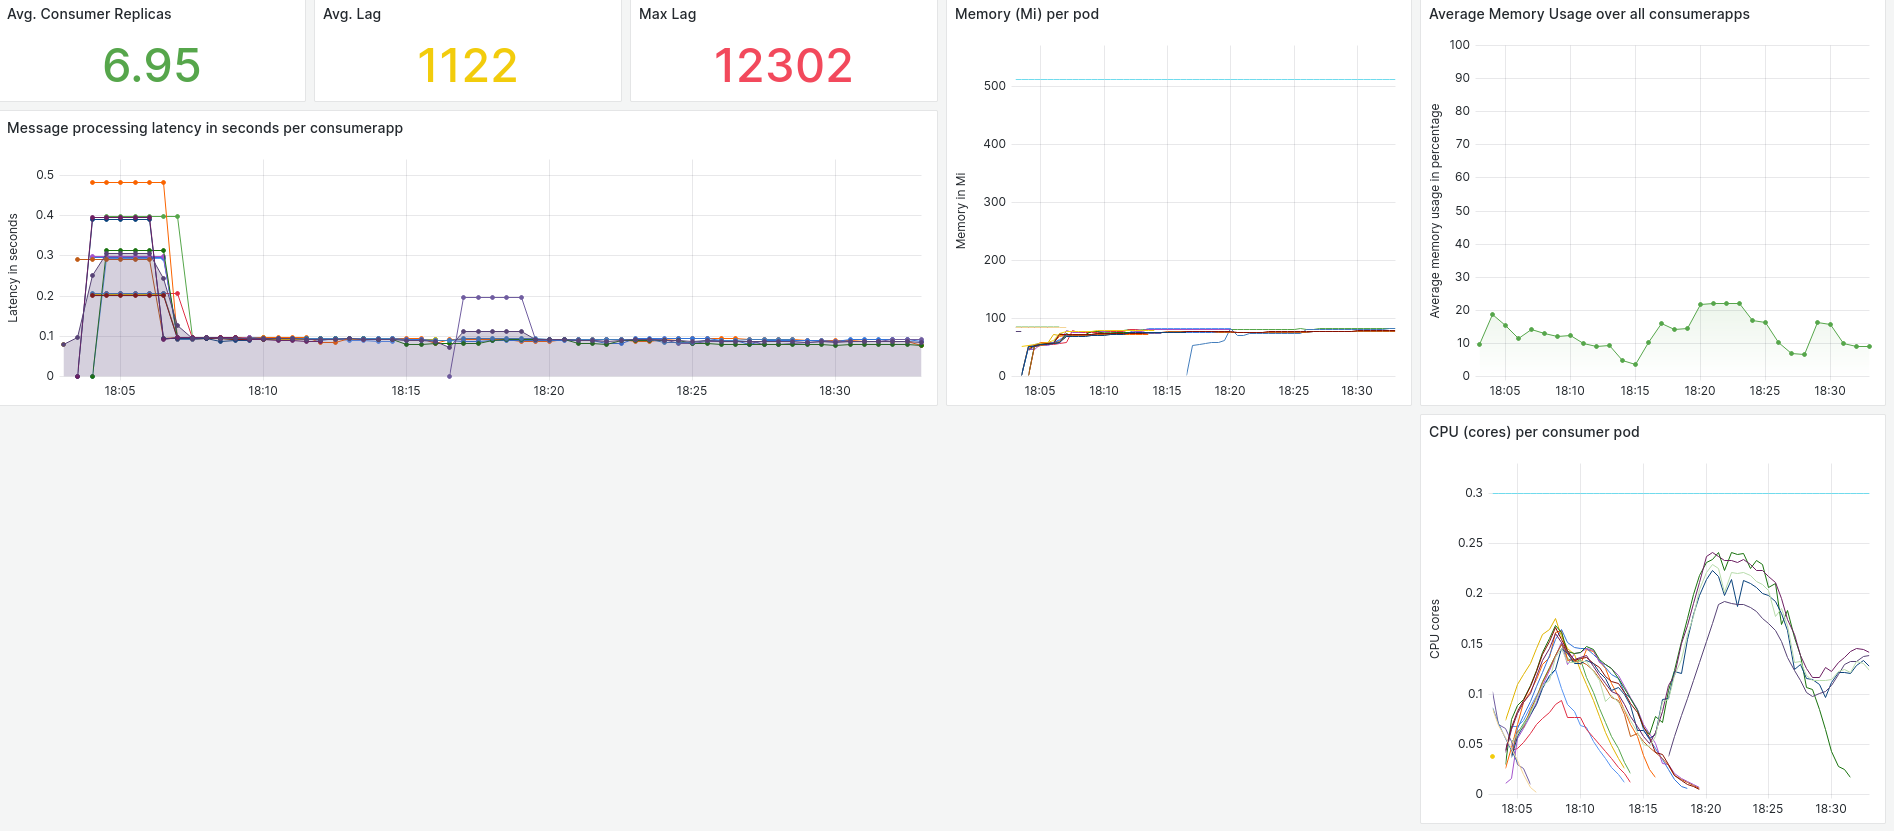 Avg. Consumer Replicas
6.95
Avg. Lag
1122
Max Lag
12302
Message processing latency in seconds per consumerapp
Latency in seconds
0.5
0.4
0.3
0.2
0.1
0
18:05 18:10 18:15 18:20 18:25 18:30
Memory (Mi) per pod
Memory in Mi
500
400
300
200
100
0
18:05 18:10 18:15 18:20 18:25 18:30
Average Memory Usage over all consumerapps
Average memory usage in percentage
100
90
80
70
60
50
40
30
20
10
0
18:05 18:10 18:15 18:20 18:25 18:30
CPU (cores) per consumer pod
CPU cores
0.3
0.25
0.2
0.15
0.1
0.05
0
18:05 18:10 18:15 18:20 18:25 18:30